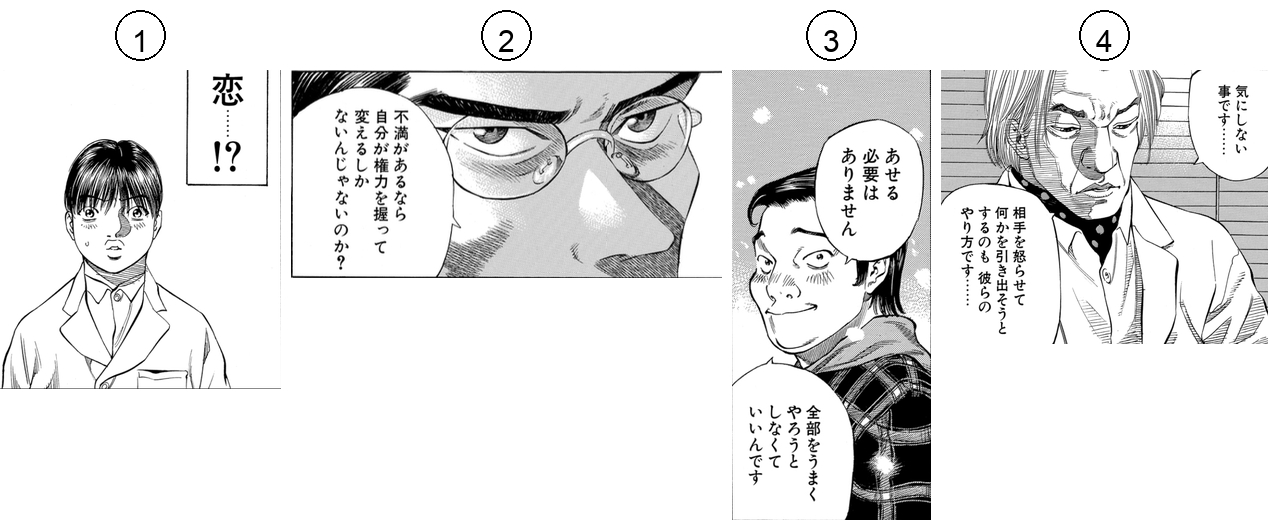 1
恋……!?
2
不満があるなら
自分が権力を握って
変えるしか
ないんじゃないのか?
3
あせる
必要は
ありません
全部をうまく
やろうと
しなくて
いいんです
4
気にしない
事です……
相手を怒らせて
何かを引き出そうと
するのも 彼らの
やり方です……